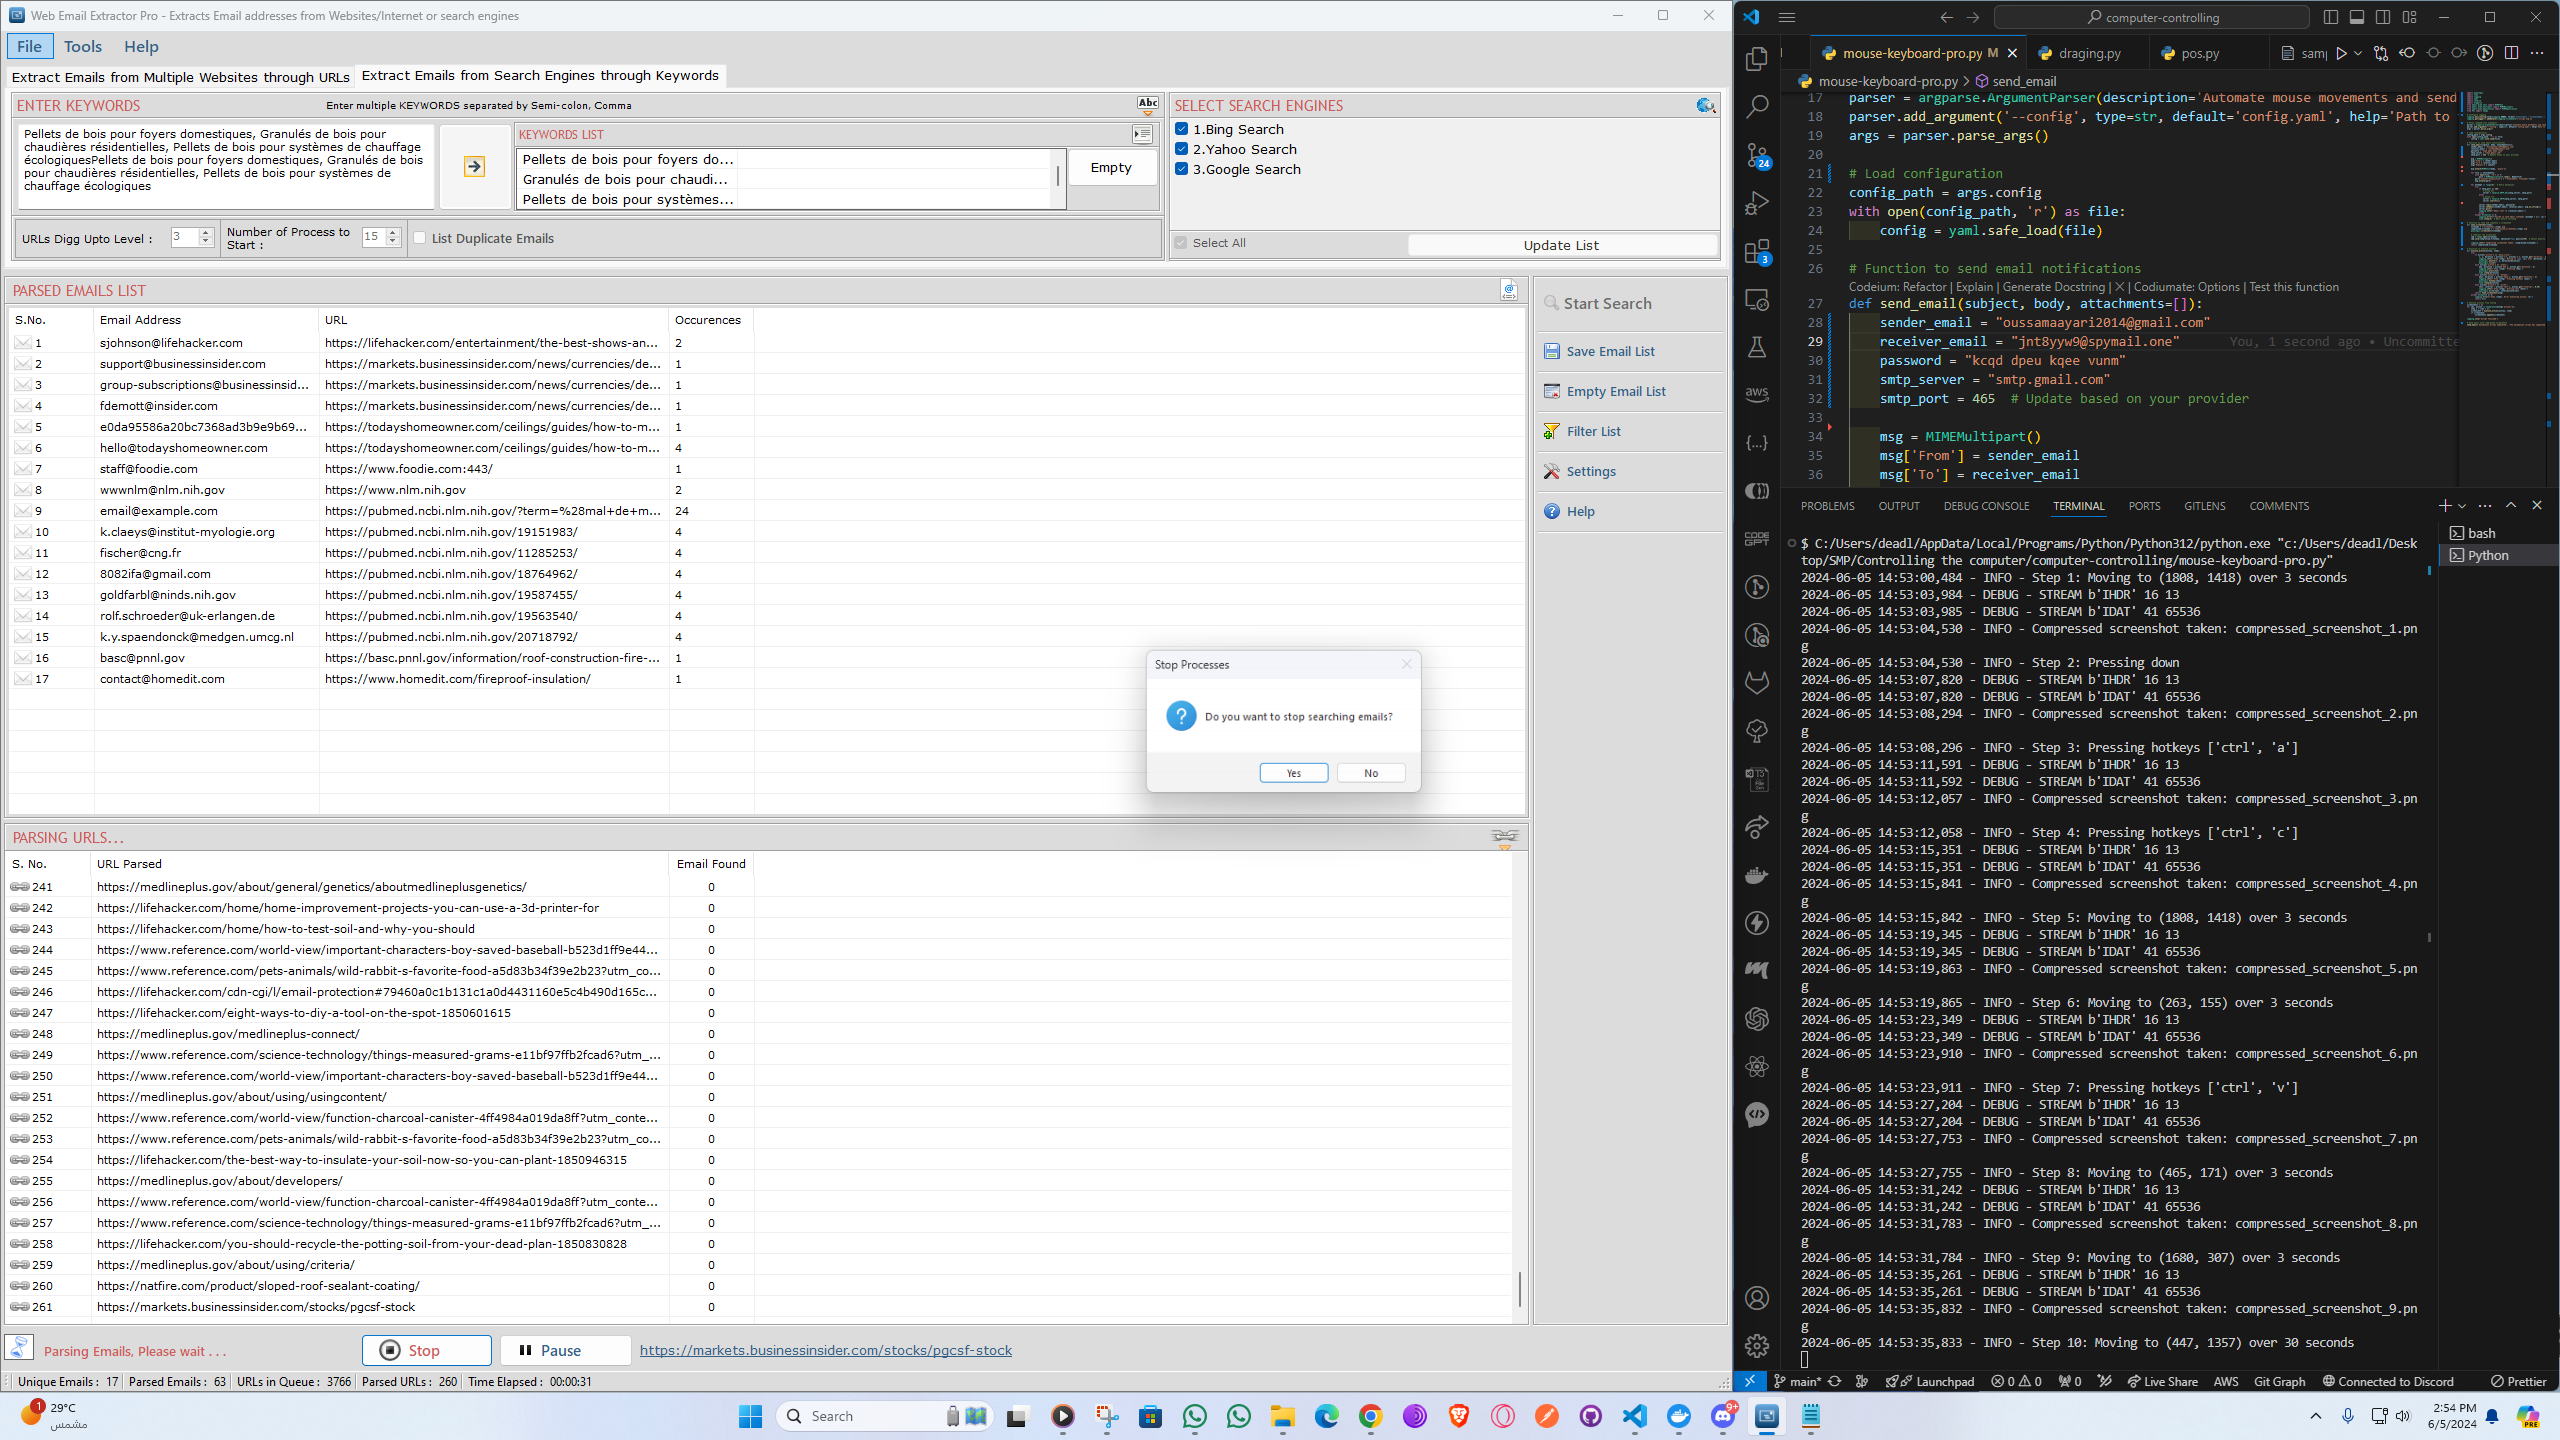 Web Email Extractor Pro - Extracts Email addresses from Websites/Internet or search engines
File Tools Help
Extract Emails from Multiple Websites through URLs Extract Emails from Search Engines through Keywords
ENTER KEYWORDS Enter multiple KEYWORDS separated by Semi-colon, Comma Abc
Pellets de bois pour foyers domestiques, Granulés de bois pour
chaudières résidentielles, Pellets de bois pour systèmes de chauffage
écologiquesPellets de bois pour foyers domestiques, Granulés de bois
pour chaudières résidentielles, Pellets de bois pour systèmes de
chauffage écologiques
KEYWORDS LIST
Pellets de bois pour foyers do...
Granulés de bois pour chaudi...
Pellets de bois pour systèmes...
Empty
URLs Digg Upto Level : 3
Number of Process to
Start : 15
List Duplicate Emails
SELECT SEARCH ENGINES
1.Bing Search
2.Yahoo Search
3.Google Search
Select All Update List
PARSED EMAILS LIST
S.No. Email Address URL Occurences
1 sjohnson@lifehacker.com https://lifehacker.com/entertainment/the-best-shows-an... 2
2 support@businessinsider.com https://markets.businessinsider.com/news/currencies/de... 1
3 group-subscriptions@businessinsid... https://markets.businessinsider.com/news/currencies/de... 1
4 fdemott@insider.com https://markets.businessinsider.com/news/currencies/de... 1
5 e0da95586a20bc7368ad3b9e9b69... https://todayshomeowner.com/ceilings/guides/how-to-m... 1
6 hello@todayshomeowner.com https://todayshomeowner.com/ceilings/guides/how-to-m... 4
7 staff@foodie.com https://www.foodie.com:443/ 1
8 wwwnlm@nlm.nih.gov https://www.nlm.nih.gov 2
9 email@example.com https://pubmed.ncbi.nlm.nih.gov/?term=%28mal+de+m... 24
10 k.claeys@institut-myologie.org https://pubmed.ncbi.nlm.nih.gov/19151983/ 4
11 fischer@cng.fr https://pubmed.ncbi.nlm.nih.gov/11285253/ 4
12 8082ifa@gmail.com https://pubmed.ncbi.nlm.nih.gov/18764962/ 4
13 goldfarbl@ninds.nih.gov https://pubmed.ncbi.nlm.nih.gov/19587455/ 4
14 rolf.schroeder@uk-erlangen.de https://pubmed.ncbi.nlm.nih.gov/19563540/ 4
15 k.y.spaendonck@medgen.umcg.nl https://pubmed.ncbi.nlm.nih.gov/20718792/ 4
16 basc@pnnl.gov https://basc.pnnl.gov/information/roof-construction-fire-... 1
17 contact@homedit.com https://www.homedit.com/fireproof-insulation/ 1
Start Search
Save Email List
Empty Email List
Filter List
Settings
Help
Stop Processes
Do you want to stop searching emails?
Yes No
PARSING URLS...
S. No. URL Parsed Email Found
241 https://medlineplus.gov/about/general/genetics/aboutmedlineplusgenetics/ 0
242 https://lifehacker.com/home/home-improvement-projects-you-can-use-a-3d-printer-for 0
243 https://lifehacker.com/home/how-to-test-soil-and-why-you-should 0
244 https://www.reference.com/world-view/important-characters-boy-saved-baseball-b523d1ff9e44... 0
245 https://www.reference.com/pets-animals/wild-rabbit-s-favorite-food-a5d83b34f39e2b23?utm_co... 0
246 https://lifehacker.com/cdn-cgi/l/email-protection#79460a0c1b131c1a0d4431160e5c4b490d165c... 0
247 https://lifehacker.com/eight-ways-to-diy-a-tool-on-the-spot-1850601615 0
248 https://medlineplus.gov/medlineplus-connect/ 0
249 https://www.reference.com/science-technology/things-measured-grams-e11bf97ffb2fcad6?utm_... 0
250 https://www.reference.com/world-view/important-characters-boy-saved-baseball-b523d1ff9e44... 0
251 https://medlineplus.gov/about/using/usingcontent/ 0
252 https://www.reference.com/world-view/function-charcoal-canister-4ff4984a019da8ff?utm_conte... 0
253 https://www.reference.com/pets-animals/wild-rabbit-s-favorite-food-a5d83b34f39e2b23?utm_co... 0
254 https://lifehacker.com/the-best-way-to-insulate-your-soil-now-so-you-can-plant-1850946315 0
255 https://medlineplus.gov/about/developers/ 0
256 https://www.reference.com/world-view/function-charcoal-canister-4ff4984a019da8ff?utm_conte... 0
257 https://www.reference.com/science-technology/things-measured-grams-e11bf97ffb2fcad6?utm_... 0
258 https://lifehacker.com/you-should-recycle-the-potting-soil-from-your-dead-plan-1850830828 0
259 https://medlineplus.gov/about/using/criteria/ 0
260 https://natfire.com/product/sloped-roof-sealant-coating/ 0
261 https://markets.businessinsider.com/stocks/pgcsf-stock 0
Parsing Emails, Please wait . . . Stop Pause https://markets.businessinsider.com/stocks/pgcsf-stock
Unique Emails : 17 Parsed Emails : 63 URLs in Queue : 3766 Parsed URLs : 260 Time Elapsed : 00:00:31
computer-controlling
mouse-keyboard-pro.py M draging.py pos.py sam
mouse-keyboard-pro.py > send_email
17 parser = argparse.ArgumentParser(description='Automate mouse movements and send
18 parser.add_argument('--config', type=str, default='config.yaml', help='Path to
19 args = parser.parse_args()
20
21 # Load configuration
22 config_path = args.config
23 with open(config_path, 'r') as file:
24 config = yaml.safe_load(file)
25
26 # Function to send email notifications
Codeium: Refactor | Explain | Generate Docstring | X | Codiumate: Options | Test this function
27 def send_email(subject, body, attachments=[]):
28 sender_email = "oussamaayari2014@gmail.com"
29 receiver_email = "jnt8yyw9@spymail.one" You, 1 second ago • Uncommitte
30 password = "kcqd dpeu kqee vunm"
31 smtp_server = "smtp.gmail.com"
32 smtp_port = 465 # Update based on your provider
33
34 msg = MIMEMultipart()
35 msg['From'] = sender_email
36 msg['To'] = receiver_email
24
3
aws
CODE
GPT
PROBLEMS OUTPUT DEBUG CONSOLE TERMINAL PORTS GITLENS COMMENTS
bash
Python
$ C:/Users/deadl/AppData/Local/Programs/Python/Python312/python.exe "c:/Users/deadl/Desk
top/SMP/Controlling the computer/computer-controlling/mouse-keyboard-pro.py"
2024-06-05 14:53:00,484 - INFO - Step 1: Moving to (1808, 1418) over 3 seconds
2024-06-05 14:53:03,984 - DEBUG - STREAM b'IHDR' 16 13
2024-06-05 14:53:03,985 - DEBUG - STREAM b'IDAT' 41 65536
2024-06-05 14:53:04,530 - INFO - Compressed screenshot taken: compressed_screenshot_1.pn
g
2024-06-05 14:53:04,530 - INFO - Step 2: Pressing down
2024-06-05 14:53:07,820 - DEBUG - STREAM b'IHDR' 16 13
2024-06-05 14:53:07,820 - DEBUG - STREAM b'IDAT' 41 65536
2024-06-05 14:53:08,294 - INFO - Compressed screenshot taken: compressed_screenshot_2.pn
g
2024-06-05 14:53:08,296 - INFO - Step 3: Pressing hotkeys ['ctrl', 'a']
2024-06-05 14:53:11,591 - DEBUG - STREAM b'IHDR' 16 13
2024-06-05 14:53:11,592 - DEBUG - STREAM b'IDAT' 41 65536
2024-06-05 14:53:12,057 - INFO - Compressed screenshot taken: compressed_screenshot_3.pn
g
2024-06-05 14:53:12,058 - INFO - Step 4: Pressing hotkeys ['ctrl', 'c']
2024-06-05 14:53:15,351 - DEBUG - STREAM b'IHDR' 16 13
2024-06-05 14:53:15,351 - DEBUG - STREAM b'IDAT' 41 65536
2024-06-05 14:53:15,841 - INFO - Compressed screenshot taken: compressed_screenshot_4.pn
g
2024-06-05 14:53:15,842 - INFO - Step 5: Moving to (1808, 1418) over 3 seconds
2024-06-05 14:53:19,345 - DEBUG - STREAM b'IHDR' 16 13
2024-06-05 14:53:19,345 - DEBUG - STREAM b'IDAT' 41 65536
2024-06-05 14:53:19,863 - INFO - Compressed screenshot taken: compressed_screenshot_5.pn
g
2024-06-05 14:53:19,865 - INFO - Step 6: Moving to (263, 155) over 3 seconds
2024-06-05 14:53:23,349 - DEBUG - STREAM b'IHDR' 16 13
2024-06-05 14:53:23,349 - DEBUG - STREAM b'IDAT' 41 65536
2024-06-05 14:53:23,910 - INFO - Compressed screenshot taken: compressed_screenshot_6.pn
g
2024-06-05 14:53:23,911 - INFO - Step 7: Pressing hotkeys ['ctrl', 'v']
2024-06-05 14:53:27,204 - DEBUG - STREAM b'IHDR' 16 13
2024-06-05 14:53:27,204 - DEBUG - STREAM b'IDAT' 41 65536
2024-06-05 14:53:27,753 - INFO - Compressed screenshot taken: compressed_screenshot_7.pn
g
2024-06-05 14:53:27,755 - INFO - Step 8: Moving to (465, 171) over 3 seconds
2024-06-05 14:53:31,242 - DEBUG - STREAM b'IHDR' 16 13
2024-06-05 14:53:31,242 - DEBUG - STREAM b'IDAT' 41 65536
2024-06-05 14:53:31,783 - INFO - Compressed screenshot taken: compressed_screenshot_8.pn
g
2024-06-05 14:53:31,784 - INFO - Step 9: Moving to (1680, 307) over 3 seconds
2024-06-05 14:53:35,261 - DEBUG - STREAM b'IHDR' 16 13
2024-06-05 14:53:35,261 - DEBUG - STREAM b'IDAT' 41 65536
2024-06-05 14:53:35,832 - INFO - Compressed screenshot taken: compressed_screenshot_9.pn
g
2024-06-05 14:53:35,833 - INFO - Step 10: Moving to (447, 1357) over 30 seconds
main* Launchpad 0 0 0 Live Share AWS Git Graph Connected to Discord Prettier
1 29°C
مشمس
Search
9+
2:54 PM
6/5/2024
PRE